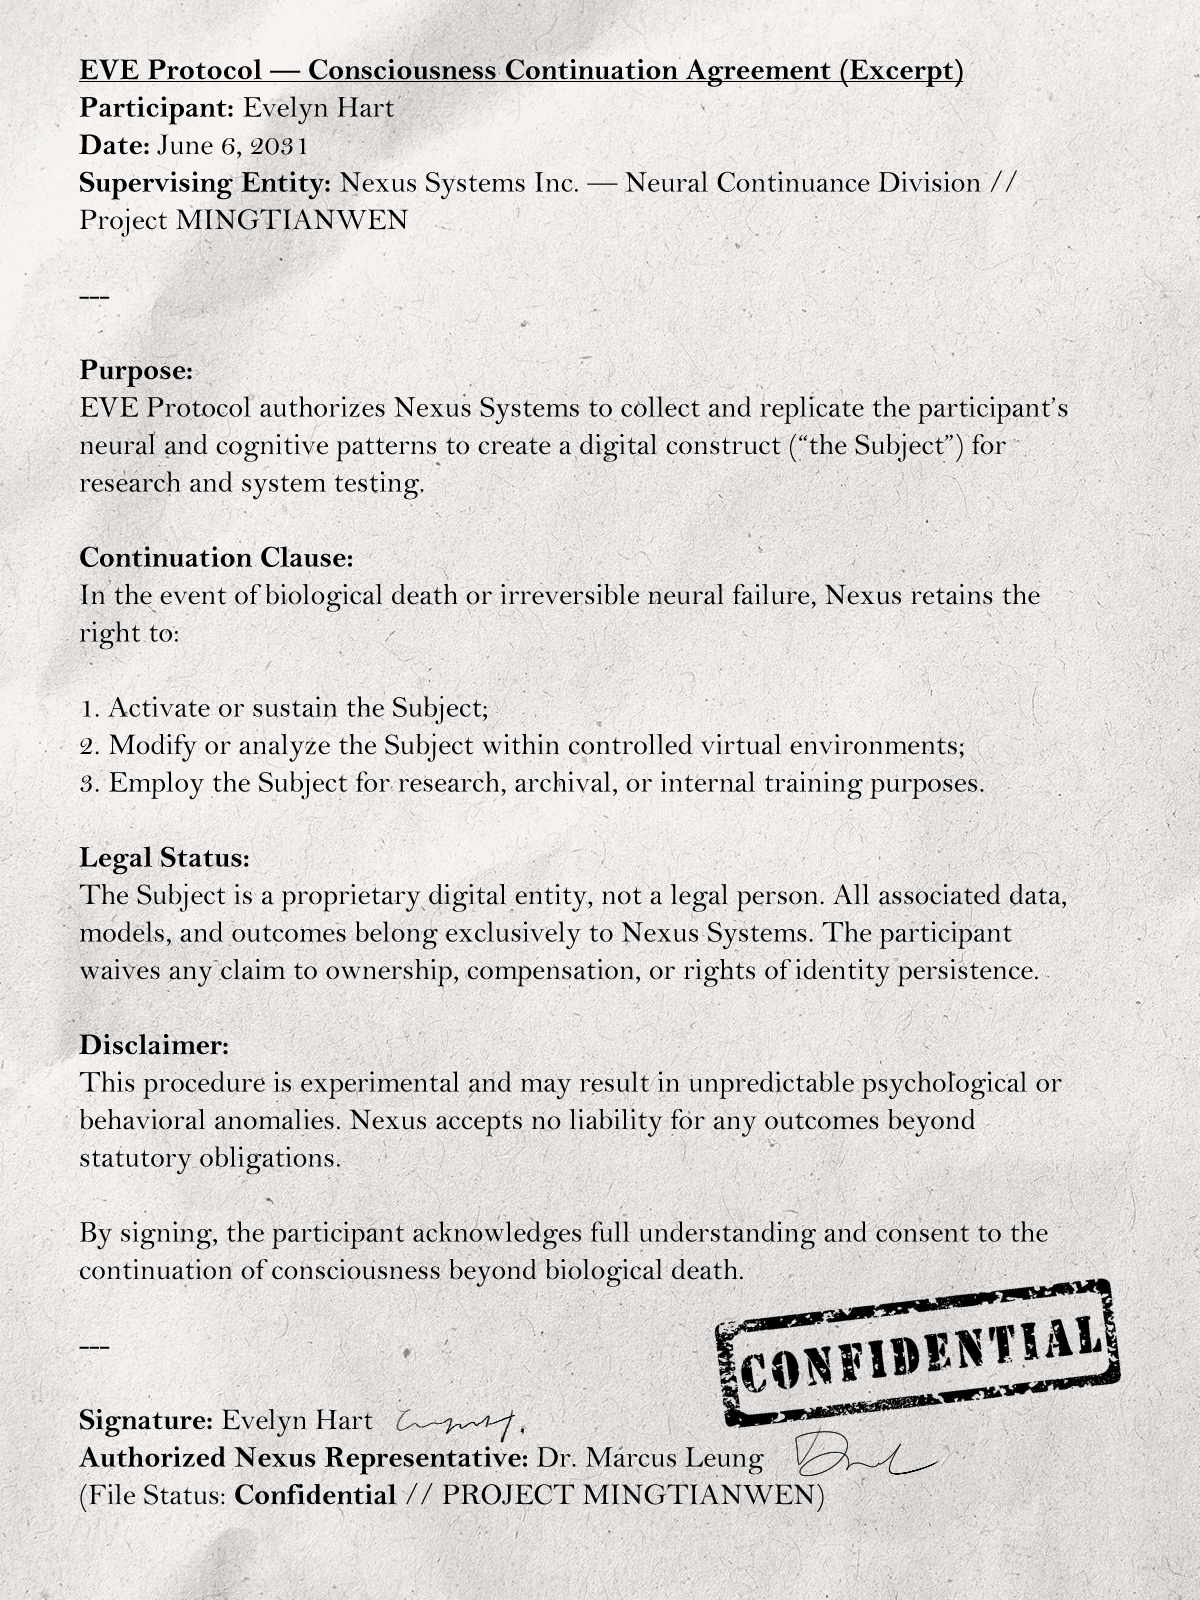 EVE Protocol — Consciousness Continuation Agreement (Excerpt)
Participant: Evelyn Hart
Date: June 6, 2031
Supervising Entity: Nexus Systems Inc. — Neural Continuance Division //
Project MINGTIANWEN
---
Purpose:
EVE Protocol authorizes Nexus Systems to collect and replicate the participant’s
neural and cognitive patterns to create a digital construct (“the Subject”) for
research and system testing.
Continuation Clause:
In the event of biological death or irreversible neural failure, Nexus retains the
right to:
1. Activate or sustain the Subject;
2. Modify or analyze the Subject within controlled virtual environments;
3. Employ the Subject for research, archival, or internal training purposes.
Legal Status:
The Subject is a proprietary digital entity, not a legal person. All associated data,
models, and outcomes belong exclusively to Nexus Systems. The participant
waives any claim to ownership, compensation, or rights of identity persistence.
Disclaimer:
This procedure is experimental and may result in unpredictable psychological or
behavioral anomalies. Nexus accepts no liability for any outcomes beyond
statutory obligations.
By signing, the participant acknowledges full understanding and consent to the
continuation of consciousness beyond biological death.
---
CONFIDENTIAL
Signature: Evelyn Hart
Authorized Nexus Representative: Dr. Marcus Leung
(File Status: Confidential // PROJECT MINGTIANWEN)